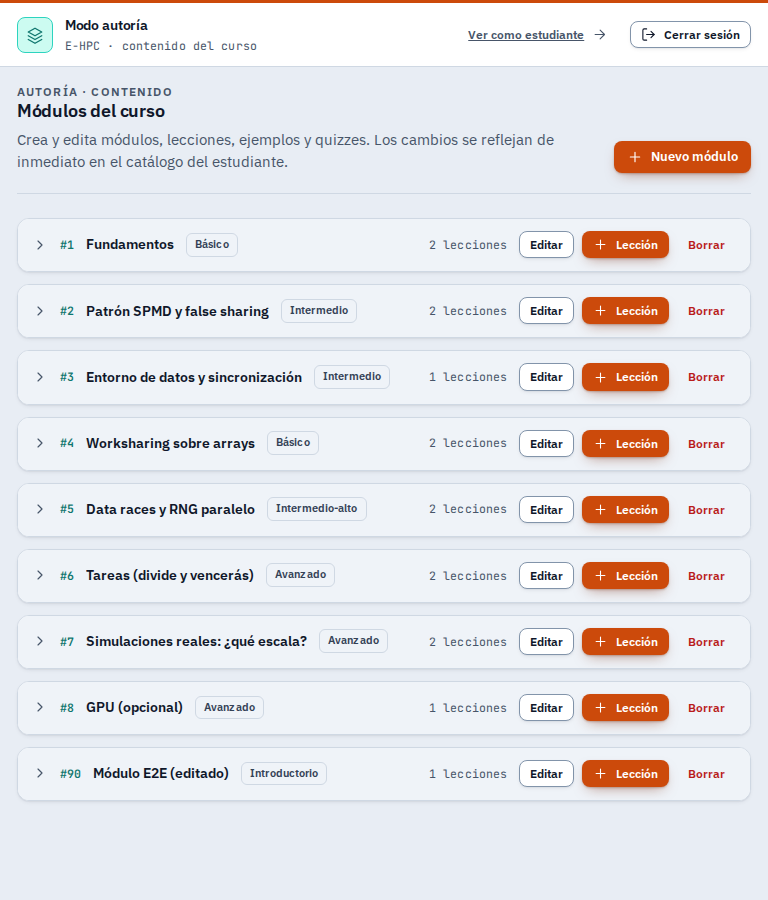 Modo autoría
E-HPC · contenido del curso
Ver como estudiante →
Cerrar sesión
AUTORÍA · CONTENIDO
Módulos del curso
Crea y edita módulos, lecciones, ejemplos y quizzes. Los cambios se reflejan de
inmediato en el catálogo del estudiante.
+ Nuevo módulo
#1 Fundamentos Básico 2 lecciones Editar + Lección Borrar
#2 Patrón SPMD y false sharing Intermedio 2 lecciones Editar + Lección Borrar
#3 Entorno de datos y sincronización Intermedio 1 lecciones Editar + Lección Borrar
#4 Worksharing sobre arrays Básico 2 lecciones Editar + Lección Borrar
#5 Data races y RNG paralelo Intermedio-alto 2 lecciones Editar + Lección Borrar
#6 Tareas (divide y vencerás) Avanzado 2 lecciones Editar + Lección Borrar
#7 Simulaciones reales: ¿qué escala? Avanzado 2 lecciones Editar + Lección Borrar
#8 GPU (opcional) Avanzado 1 lecciones Editar + Lección Borrar
#90 Módulo E2E (editado) Introductorio 1 lecciones Editar + Lección Borrar